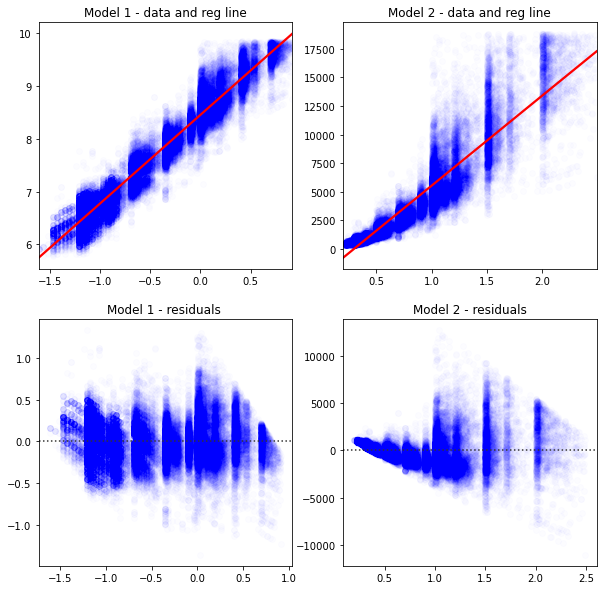 Model 1 - data and reg line
10
9
8
7
6
−1.5 −1.0 −0.5 0.0 0.5
Model 2 - data and reg line
17500
15000
12500
10000
7500
5000
2500
0
0.5 1.0 1.5 2.0
Model 1 - residuals
1.0
0.5
0.0
−0.5
−1.0
−1.5 −1.0 −0.5 0.0 0.5 1.0
Model 2 - residuals
10000
5000
0
−5000
−10000
0.5 1.0 1.5 2.0 2.5